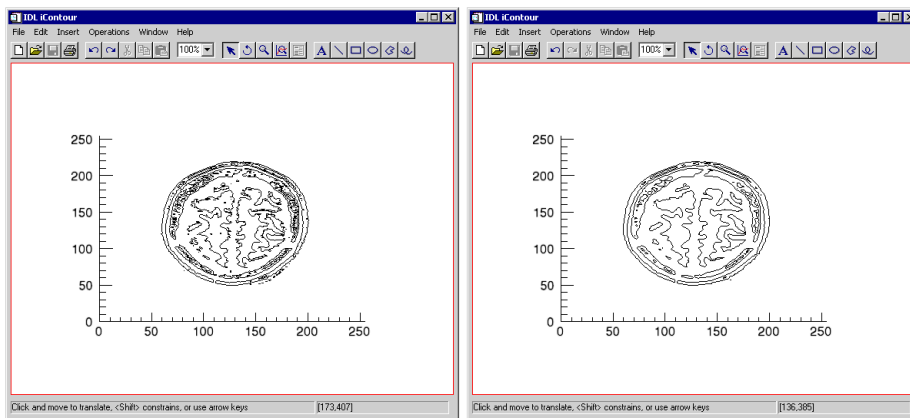 IDL iContour
File Edit Insert Operations Window Help
100%
A
250
200
150
100
50
0
0 50 100 150 200 250
Click and move to translate, <Shift> constrains, or use arrow keys [173,407]
IDL iContour
File Edit Insert Operations Window Help
100%
A
250
200
150
100
50
0
0 50 100 150 200 250
Click and move to translate, <Shift> constrains, or use arrow keys [136,385]